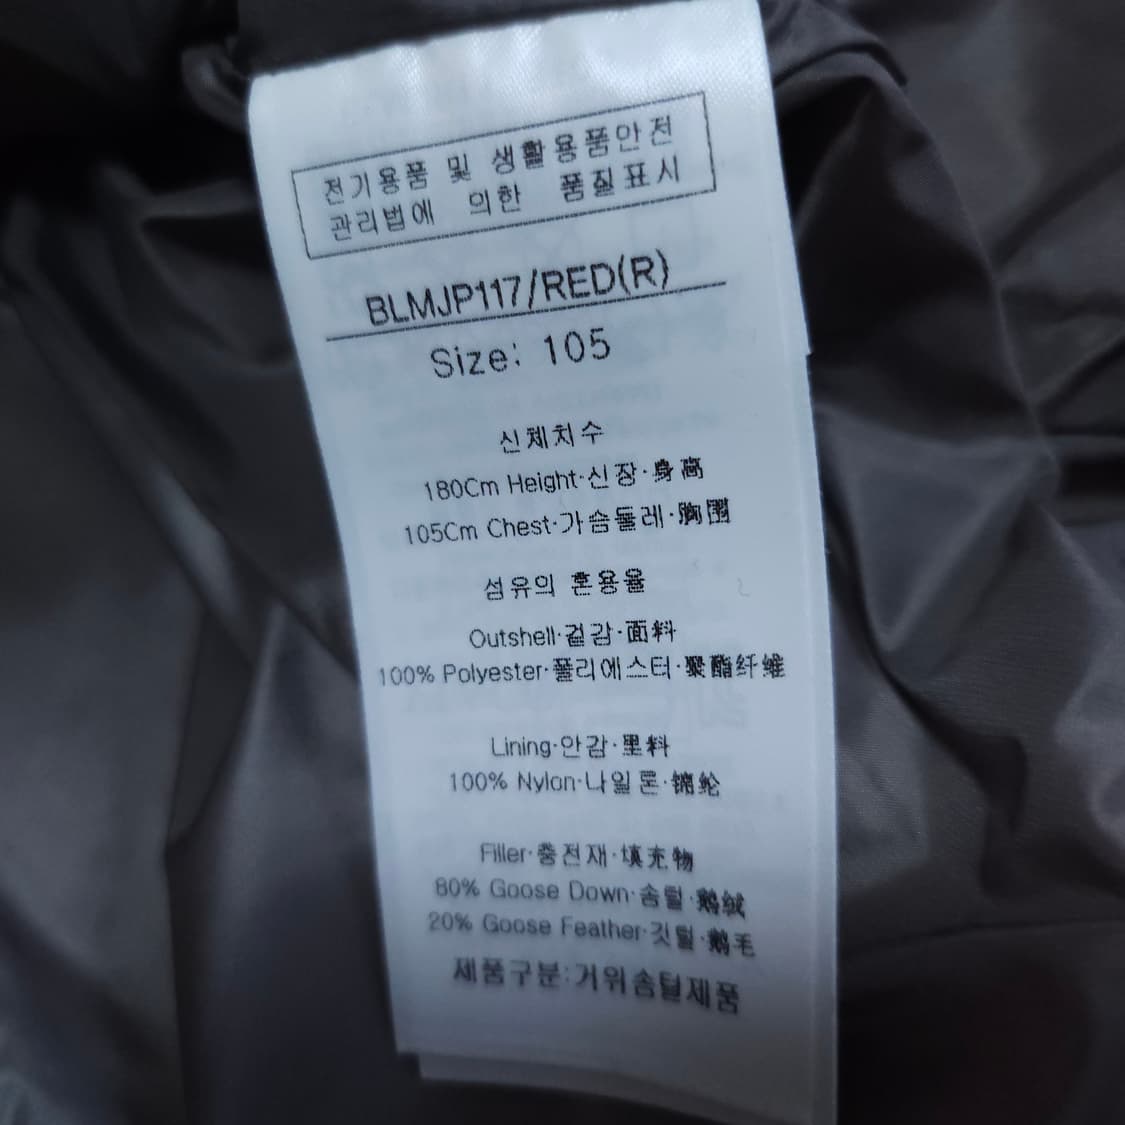 전기용품 및 생활용품안전
관리법에 의한 품질표시
BLMJP117/RED(R)
Size: 105
신체치수
180Cm Height·신장·身高
105Cm Chest·가슴둘레·胸围
섬유의 혼용율
Outshell·겉감·面料
100% Polyester·폴리에스터·聚酯纤维
Lining·안감·里料
100% Nylon·나일론·锦纶
Filler·충전재·填充物
80% Goose Down·솜털·鹅绒
20% Goose Feather·깃털·鹅毛
제품구분:거위솜털제품